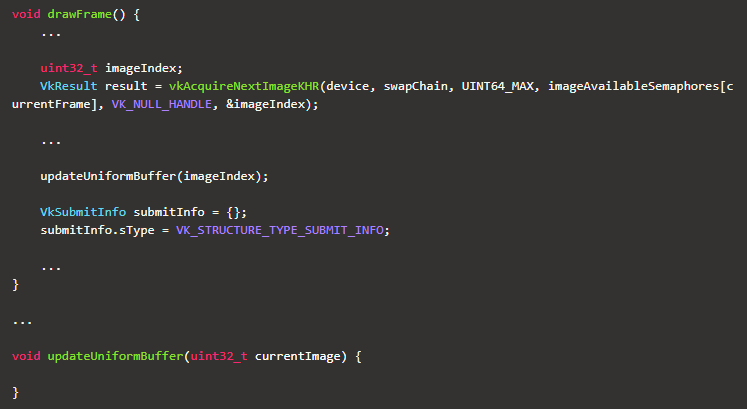 void drawFrame() {
    ...

    uint32_t imageIndex;
    VkResult result = vkAcquireNextImageKHR(device, swapChain, UINT64_MAX, imageAvailableSemaphores[c
urrentFrame], VK_NULL_HANDLE, &imageIndex);

    ...

    updateUniformBuffer(imageIndex);

    VkSubmitInfo submitInfo = {};
    submitInfo.sType = VK_STRUCTURE_TYPE_SUBMIT_INFO;

    ...
}

...

void updateUniformBuffer(uint32_t currentImage) {

}